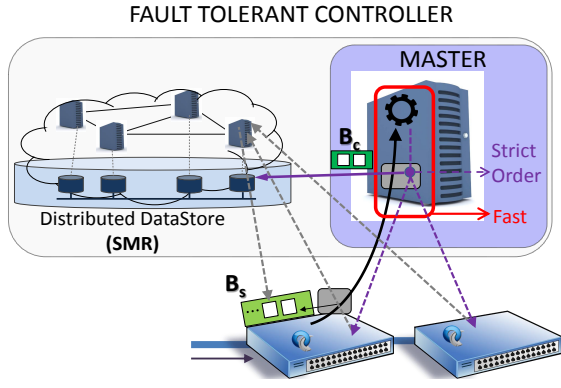 FAULT TOLERANT CONTROLLER
MASTER
Bc
Strict
Order
Distributed DataStore
(SMR)
Fast
Bs
...